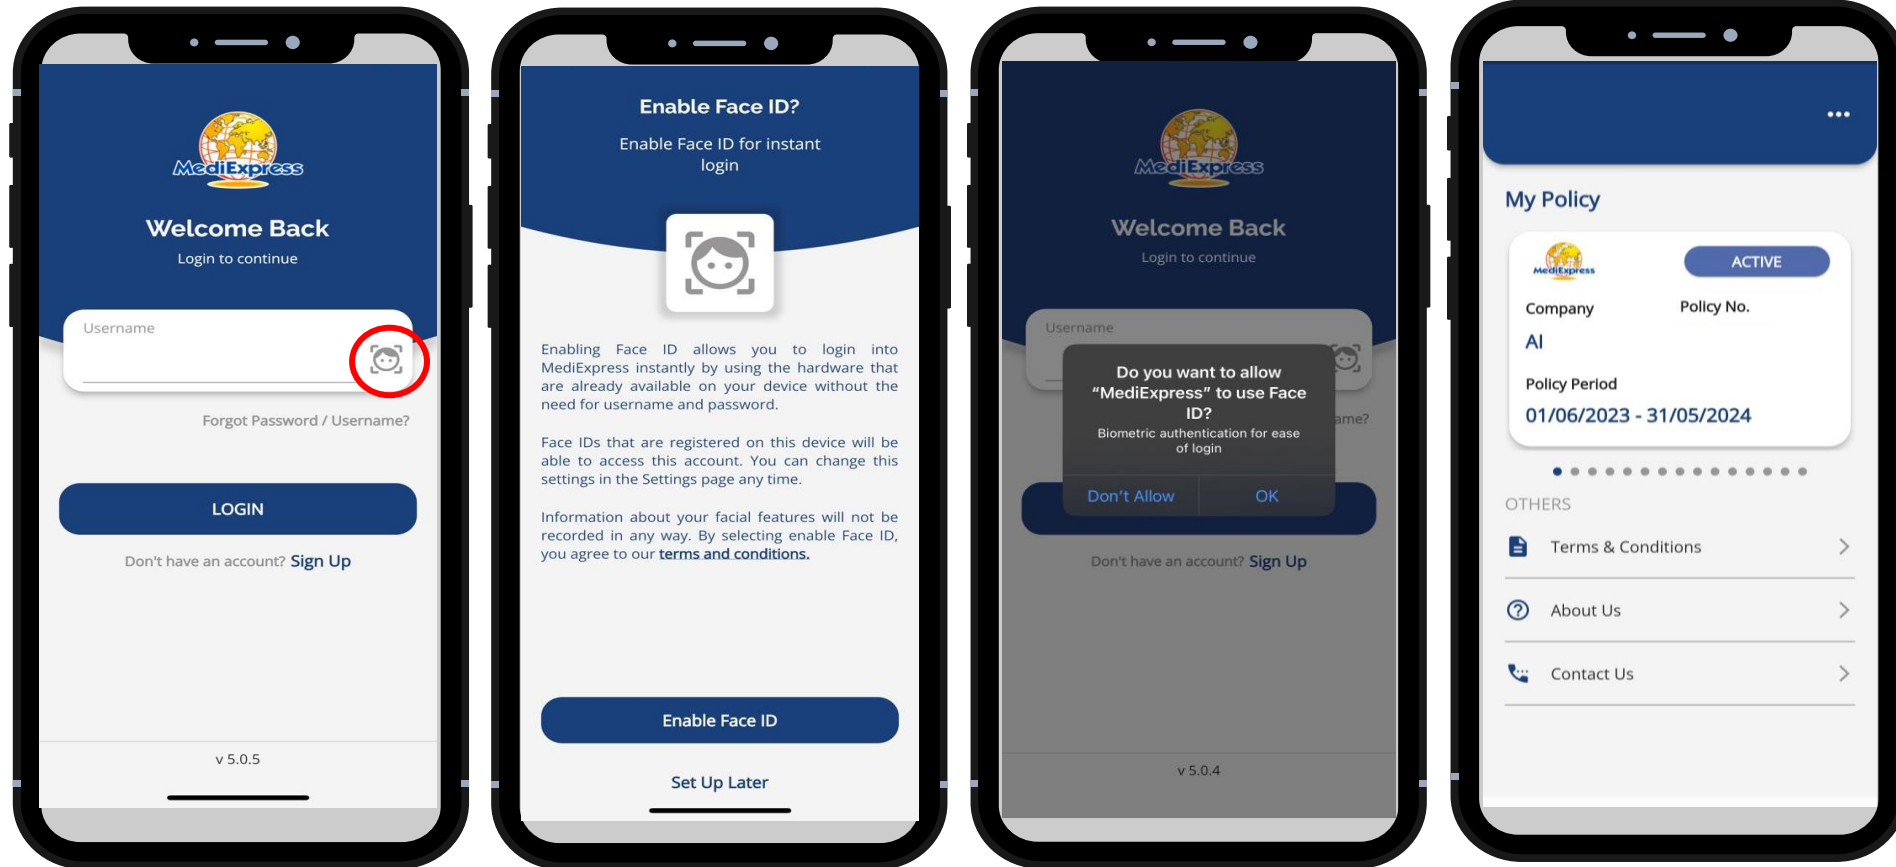 MediExpress
Welcome Back
Login to continue
Username
Forgot Password / Username?
LOGIN
Don't have an account? Sign Up
v 5.0.5
Enable Face ID?
Enable Face ID for instant
login
Enabling Face ID allows you to login into
MediExpress instantly by using the hardware that
are already available on your device without the
need for username and password.
Face IDs that are registered on this device will be
able to access this account. You can change this
settings in the Settings page any time.
Information about your facial features will not be
recorded in any way. By selecting enable Face ID,
you agree to our terms and conditions.
Enable Face ID
Set Up Later
MediExpress
Welcome Back
Login to continue
Username
Do you want to allow
“MediExpress” to use Face
ID?
Biometric authentication for ease
of login
ame?
Don't Allow
OK
Don't have an account? Sign Up
v 5.0.4
My Policy
MediExpress
ACTIVE
Company
Policy No.
Al
Policy Period
01/06/2023 - 31/05/2024
OTHERS
Terms & Conditions
About Us
Contact Us